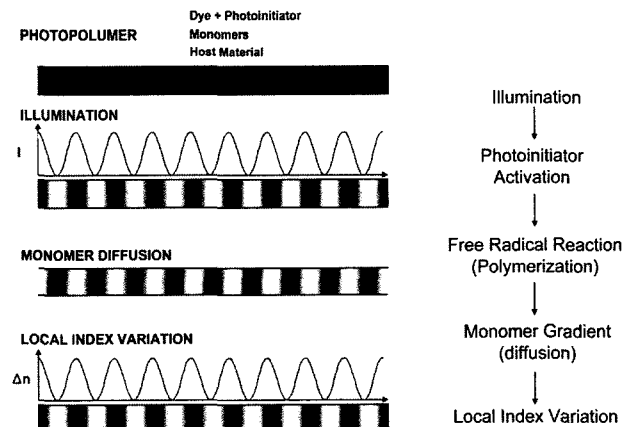 Dye + Photoinitiator
PHOTOPOLUMER
Monomers
Host Material
ILLUMINATION
I
MONOMER DIFFUSION
LOCAL INDEX VARIATION
Δn
Illumination
Photoinitiator
Activation
Free Radical Reaction
(Polymerization)
Monomer Gradient
(diffusion)
Local Index Variation